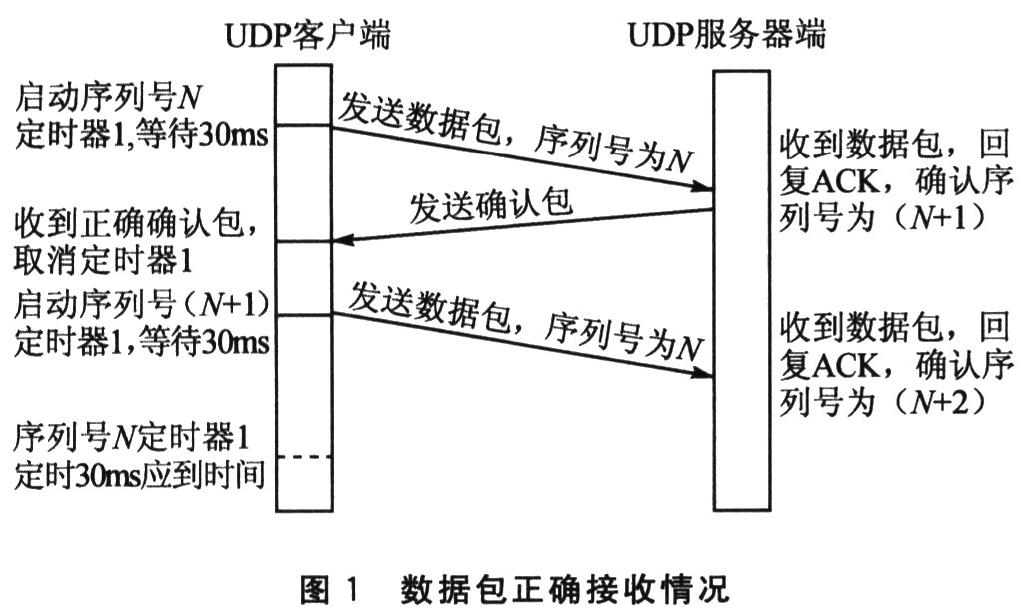 UDP客户端
UDP服务器端
启动序列号N
定时器1,等待30ms
发送数据包，序列号为N
收到数据包，回
复ACK，确认序
列号为（N+1）
发送确认包
收到正确确认包，
取消定时器1
启动序列号（N+1）
定时器1，等待30ms
发送数据包，序列号为N
收到数据包，回
复ACK，确认序
列号为（N+2）
序列号N定时器1
定时30ms应到时间
图 1 数据包正确接收情况